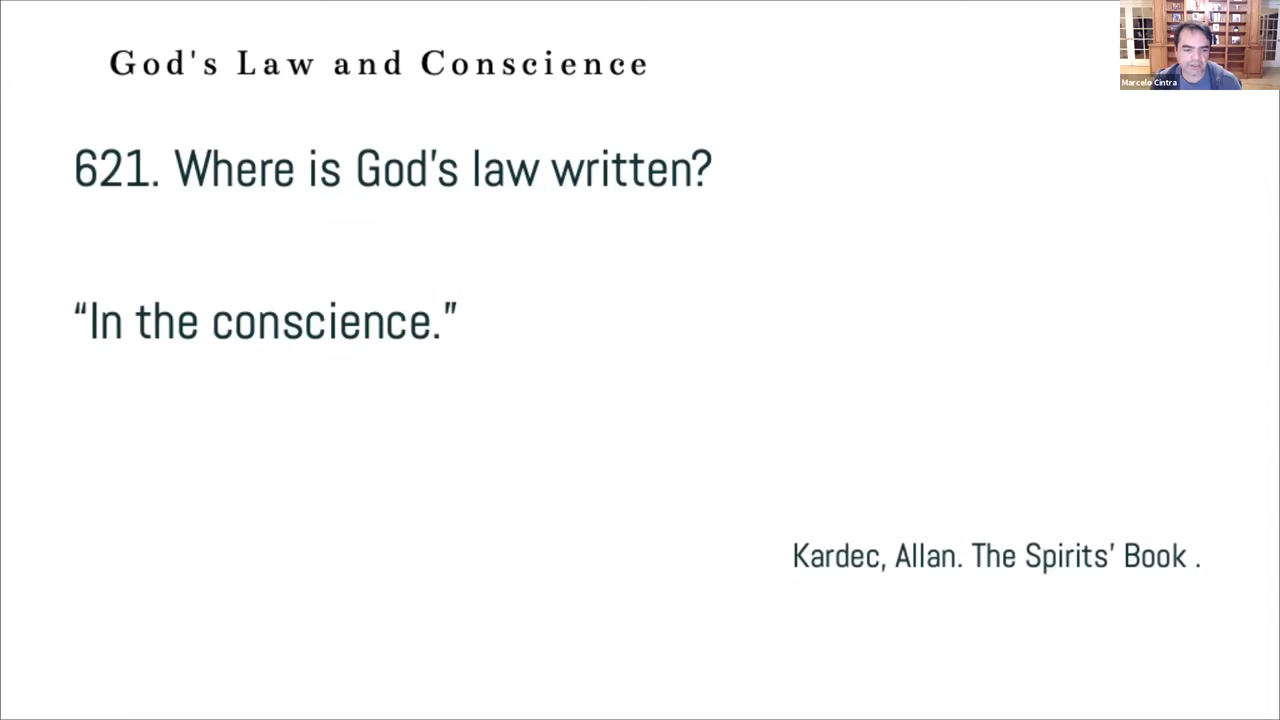 God's Law and Conscience
Marcelo Cintra
621. Where is God’s law written?
“In the conscience.”
Kardec, Allan. The Spirits’ Book .